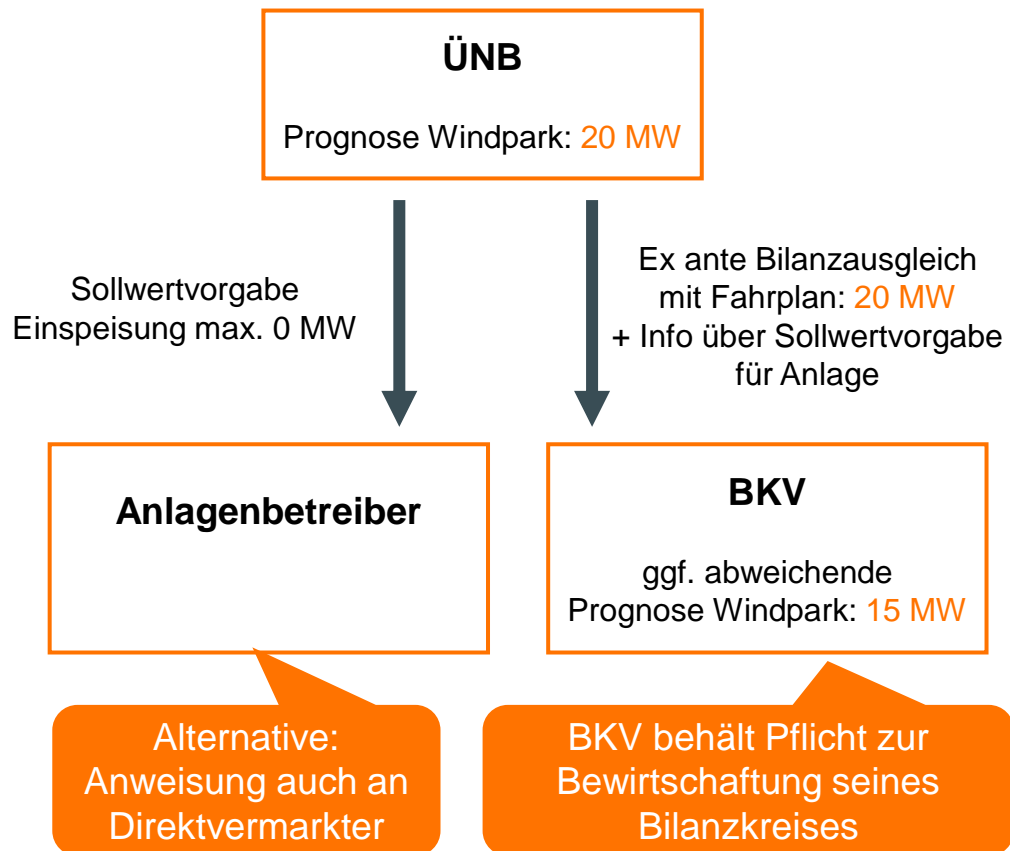 ÜNB
Prognose Windpark: 20 MW
Sollwertvorgabe
Einspeisung max. 0 MW
Ex ante Bilanzausgleich
mit Fahrplan: 20 MW
+ Info über Sollwertvorgabe
für Anlage
Anlagenbetreiber
BKV
ggf. abweichende
Prognose Windpark: 15 MW
Alternative:
Anweisung auch an
Direktvermarkter
BKV behält Pflicht zur
Bewirtschaftung seines
Bilanzkreises